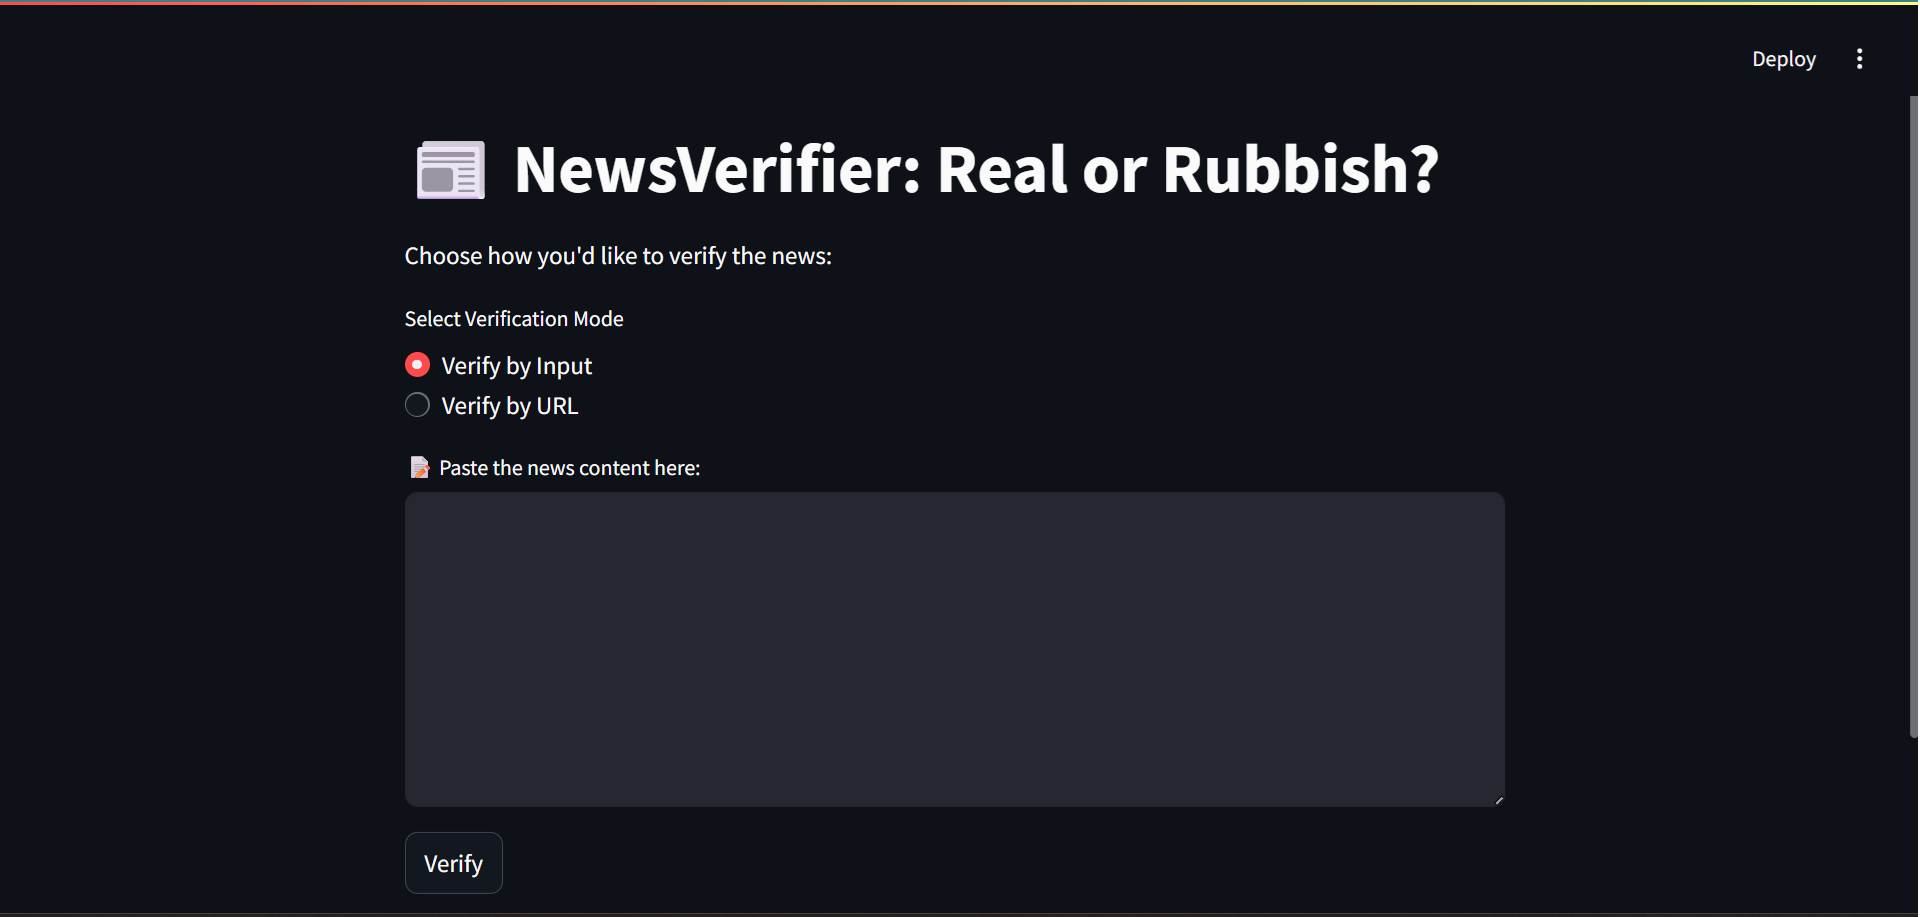 Deploy
NewsVerifier: Real or Rubbish?
Choose how you'd like to verify the news:
Select Verification Mode
Verify by Input
Verify by URL
Paste the news content here:
Verify